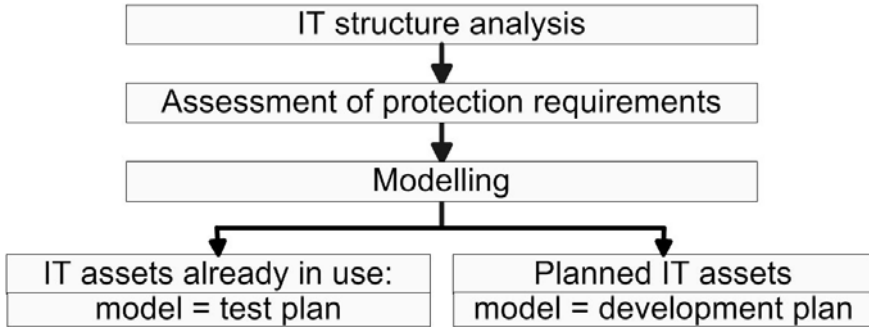 IT structure analysis
Assessment of protection requirements
Modelling
IT assets already in use:
model = test plan
Planned IT assets
model = development plan